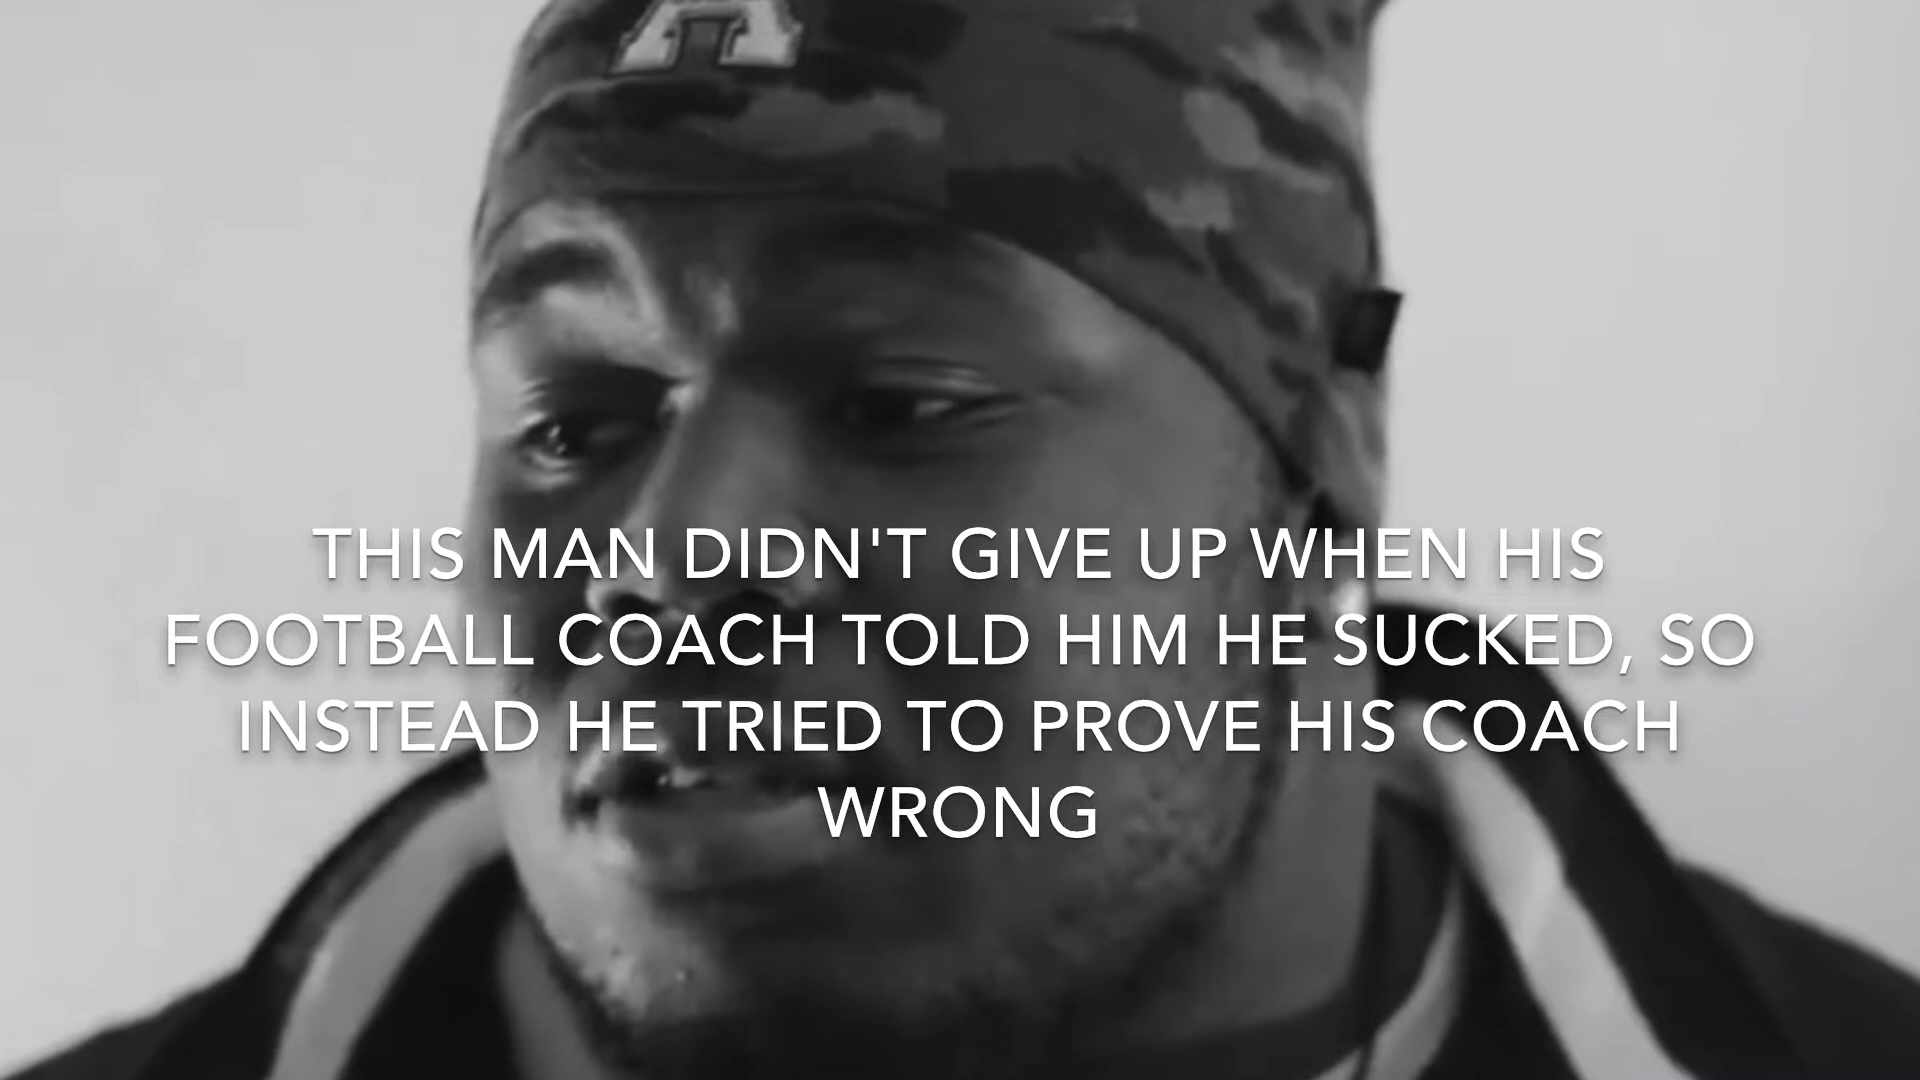 A
THIS MAN DIDN'T GIVE UP WHEN HIS
FOOTBALL COACH TOLD HIM HE SUCKED, SO
INSTEAD HE TRIED TO PROVE HIS COACH
WRONG